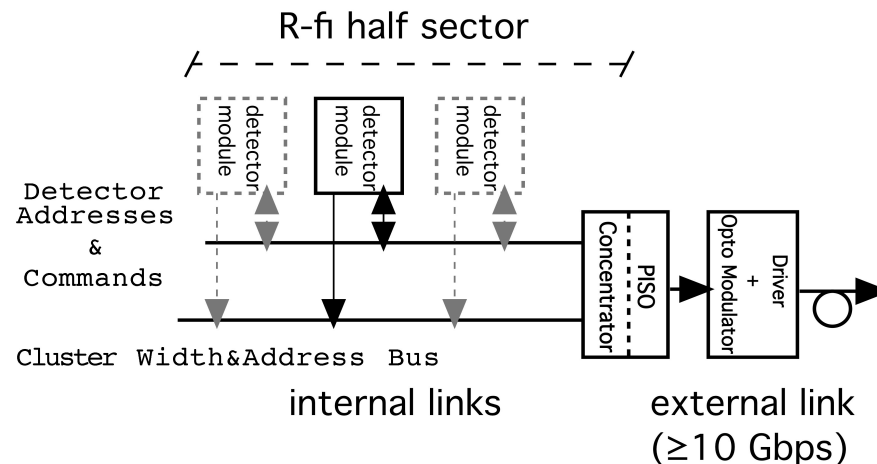 R-fi half sector
detector
module
detector
module
detector
module
Detector
Addresses
&
Commands
Concentrator
PISO
Driver
+
Opto Modulator
Cluster Width&Address Bus
internal links
external link
(≥10 Gbps)